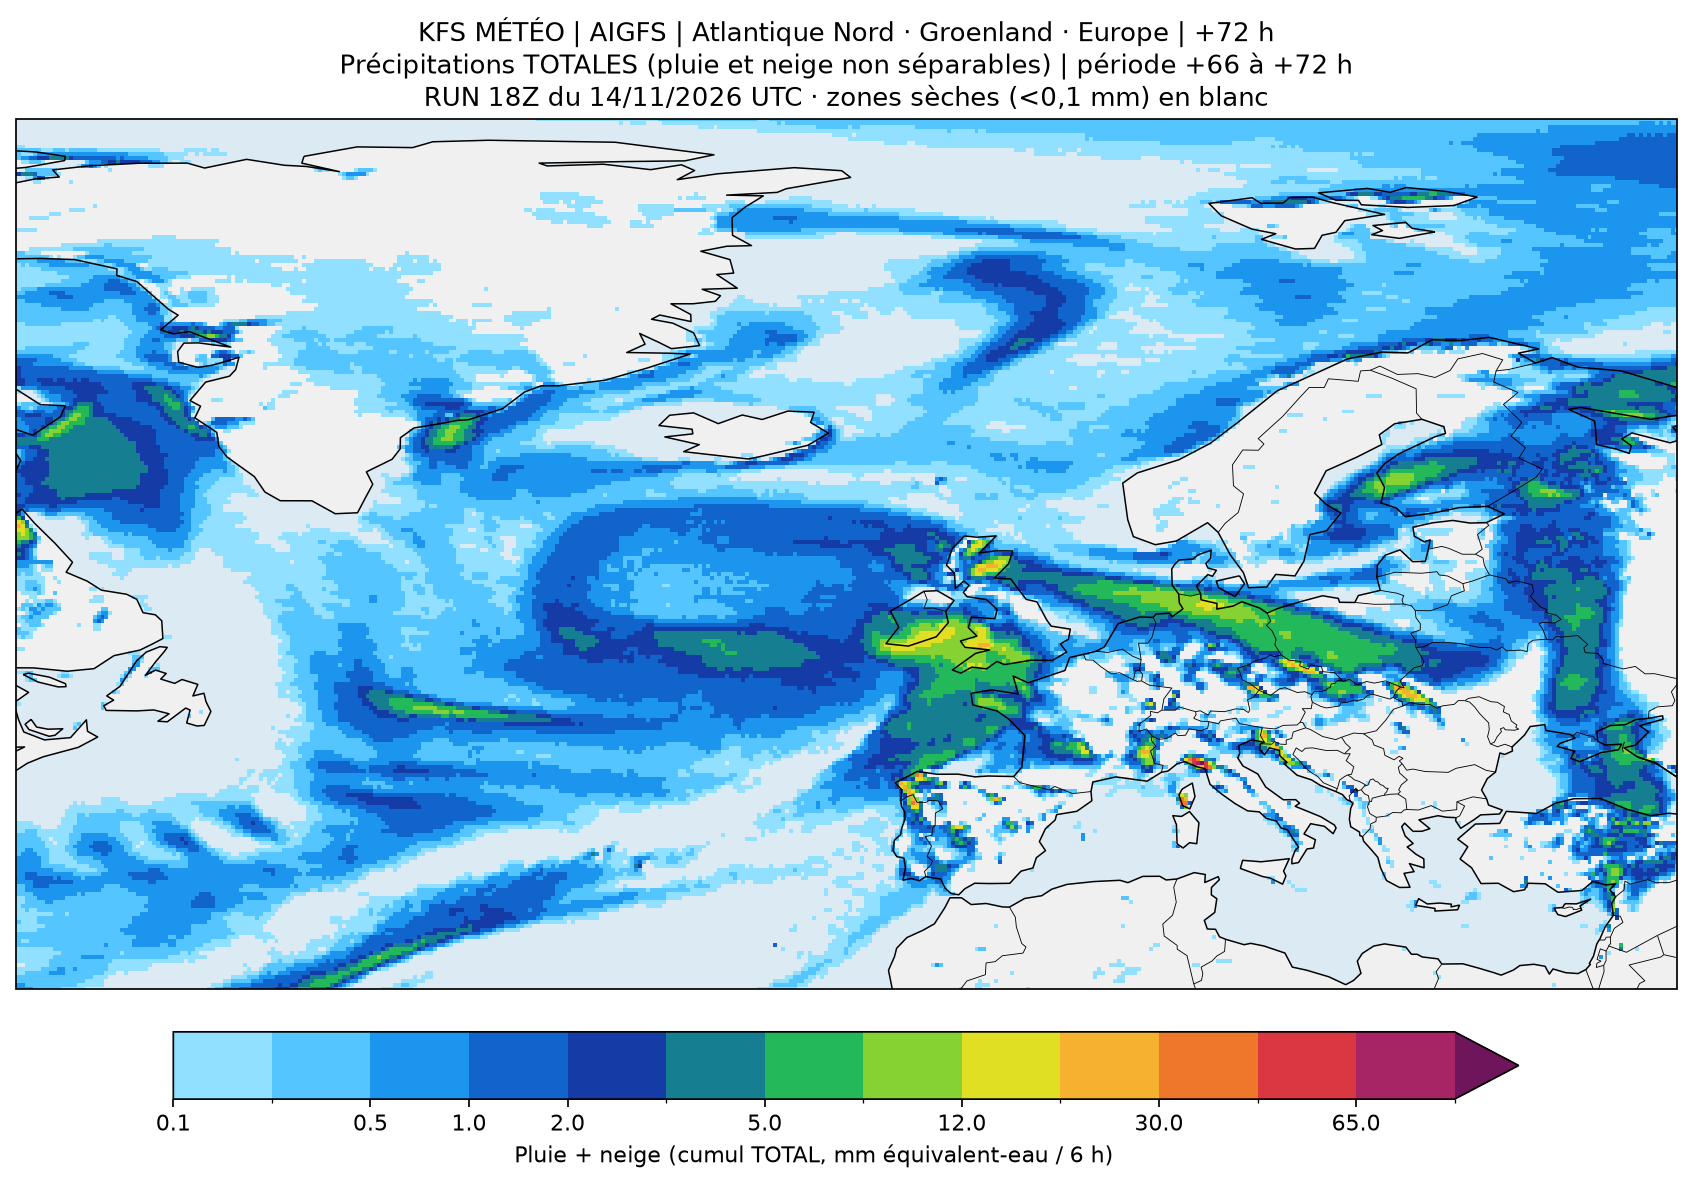 KFS MÉTÉO | AIGFS | Atlantique Nord · Groenland · Europe | +72 h
Précipitations TOTALES (pluie et neige non séparables) | période +66 à +72 h
RUN 18Z du 14/11/2026 UTC · zones sèches (<0,1 mm) en blanc
0.1 0.5 1.0 2.0 5.0 12.0 30.0 65.0
Pluie + neige (cumul TOTAL, mm équivalent-eau / 6 h)